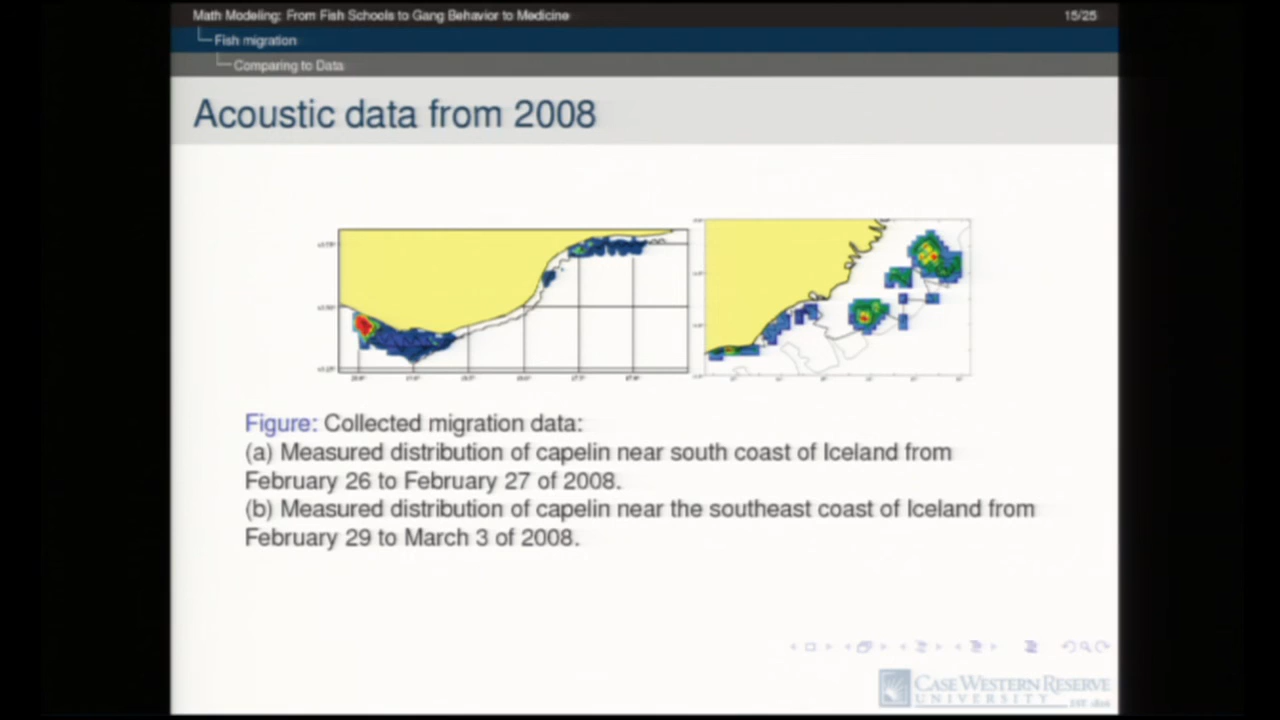 Math Modeling: From Fish Schools to Gang Behavior to Medicine
15/25
Fish migration
Comparing to Data
Acoustic data from 2008
Figure: Collected migration data:
(a) Measured distribution of capelin near south coast of Iceland from
February 26 to February 27 of 2008.
(b) Measured distribution of capelin near the southeast coast of Iceland from
February 29 to March 3 of 2008.
CASE WESTERN RESERVE
UNIVERSITY